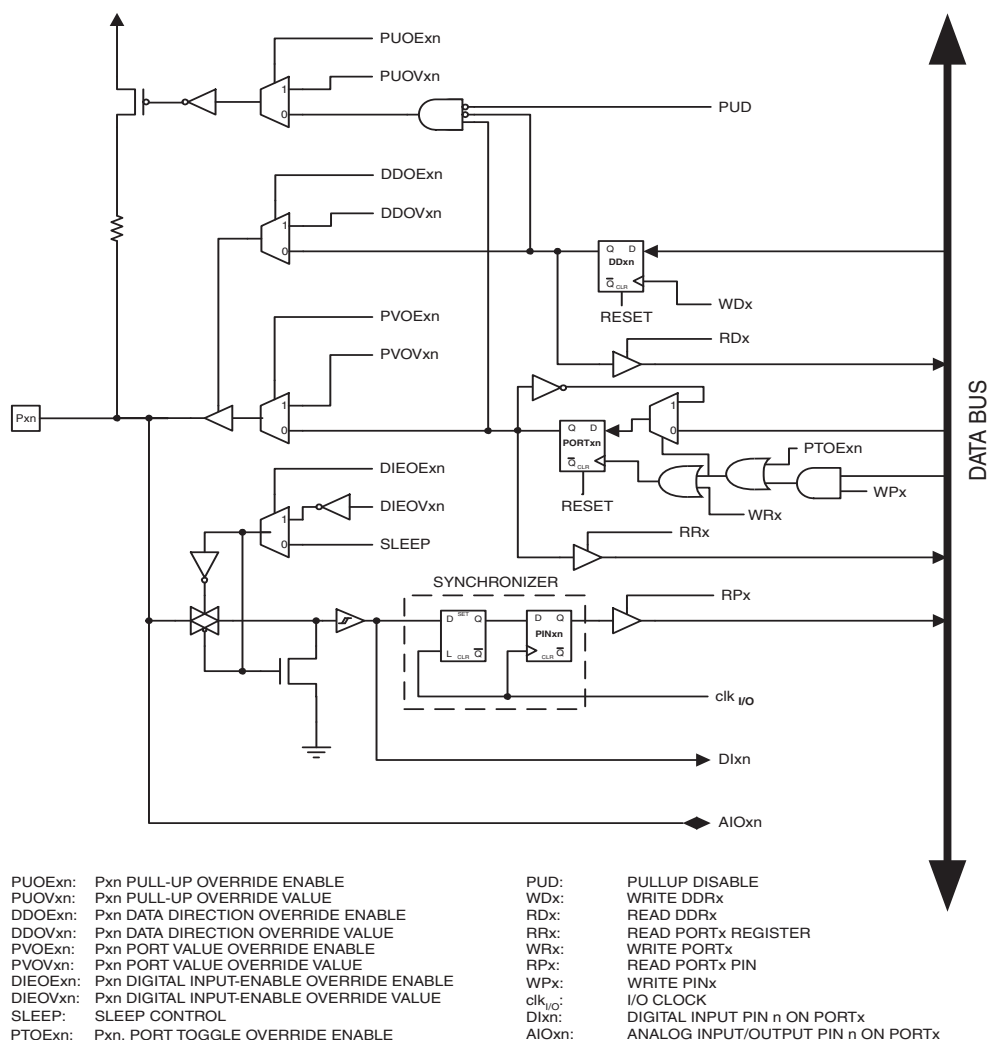 PUOExn
PUOVxn
1
0
PUD
DDOExn
DDOVxn
1
0
Q D
DDxn
Q CLR
WDx
RESET
PVOExn
RDx
PVOVxn
1
0
Pxn
1
0
Q D
PORTxn
Q CLR
PTOExn
DATA BUS
DIEOExn
WPx
DIEOVxn
RESET
WRx
1
0
SLEEP
RRx
SYNCHRONIZER
RPx
D SET Q
L CLR Q
D Q
PINxn
CLR Q
clk I/O
DIxn
AIOxn
PUOExn: Pxn PULL-UP OVERRIDE ENABLE
PUOVxn: Pxn PULL-UP OVERRIDE VALUE
DDOExn: Pxn DATA DIRECTION OVERRIDE ENABLE
DDOVxn: Pxn DATA DIRECTION OVERRIDE VALUE
PVOExn: Pxn PORT VALUE OVERRIDE ENABLE
PVOVxn: Pxn PORT VALUE OVERRIDE VALUE
DIEOExn: Pxn DIGITAL INPUT-ENABLE OVERRIDE ENABLE
DIEOVxn: Pxn DIGITAL INPUT-ENABLE OVERRIDE VALUE
SLEEP: SLEEP CONTROL
PTOExn: Pxn, PORT TOGGLE OVERRIDE ENABLE
PUD: PULLUP DISABLE
WDx: WRITE DDRx
RDx: READ DDRx
RRx: READ PORTx REGISTER
WRx: WRITE PORTx
RPx: READ PORTx PIN
WPx: WRITE PINx
clkI/O: I/O CLOCK
DIxn: DIGITAL INPUT PIN n ON PORTx
AIOxn: ANALOG INPUT/OUTPUT PIN n ON PORTx